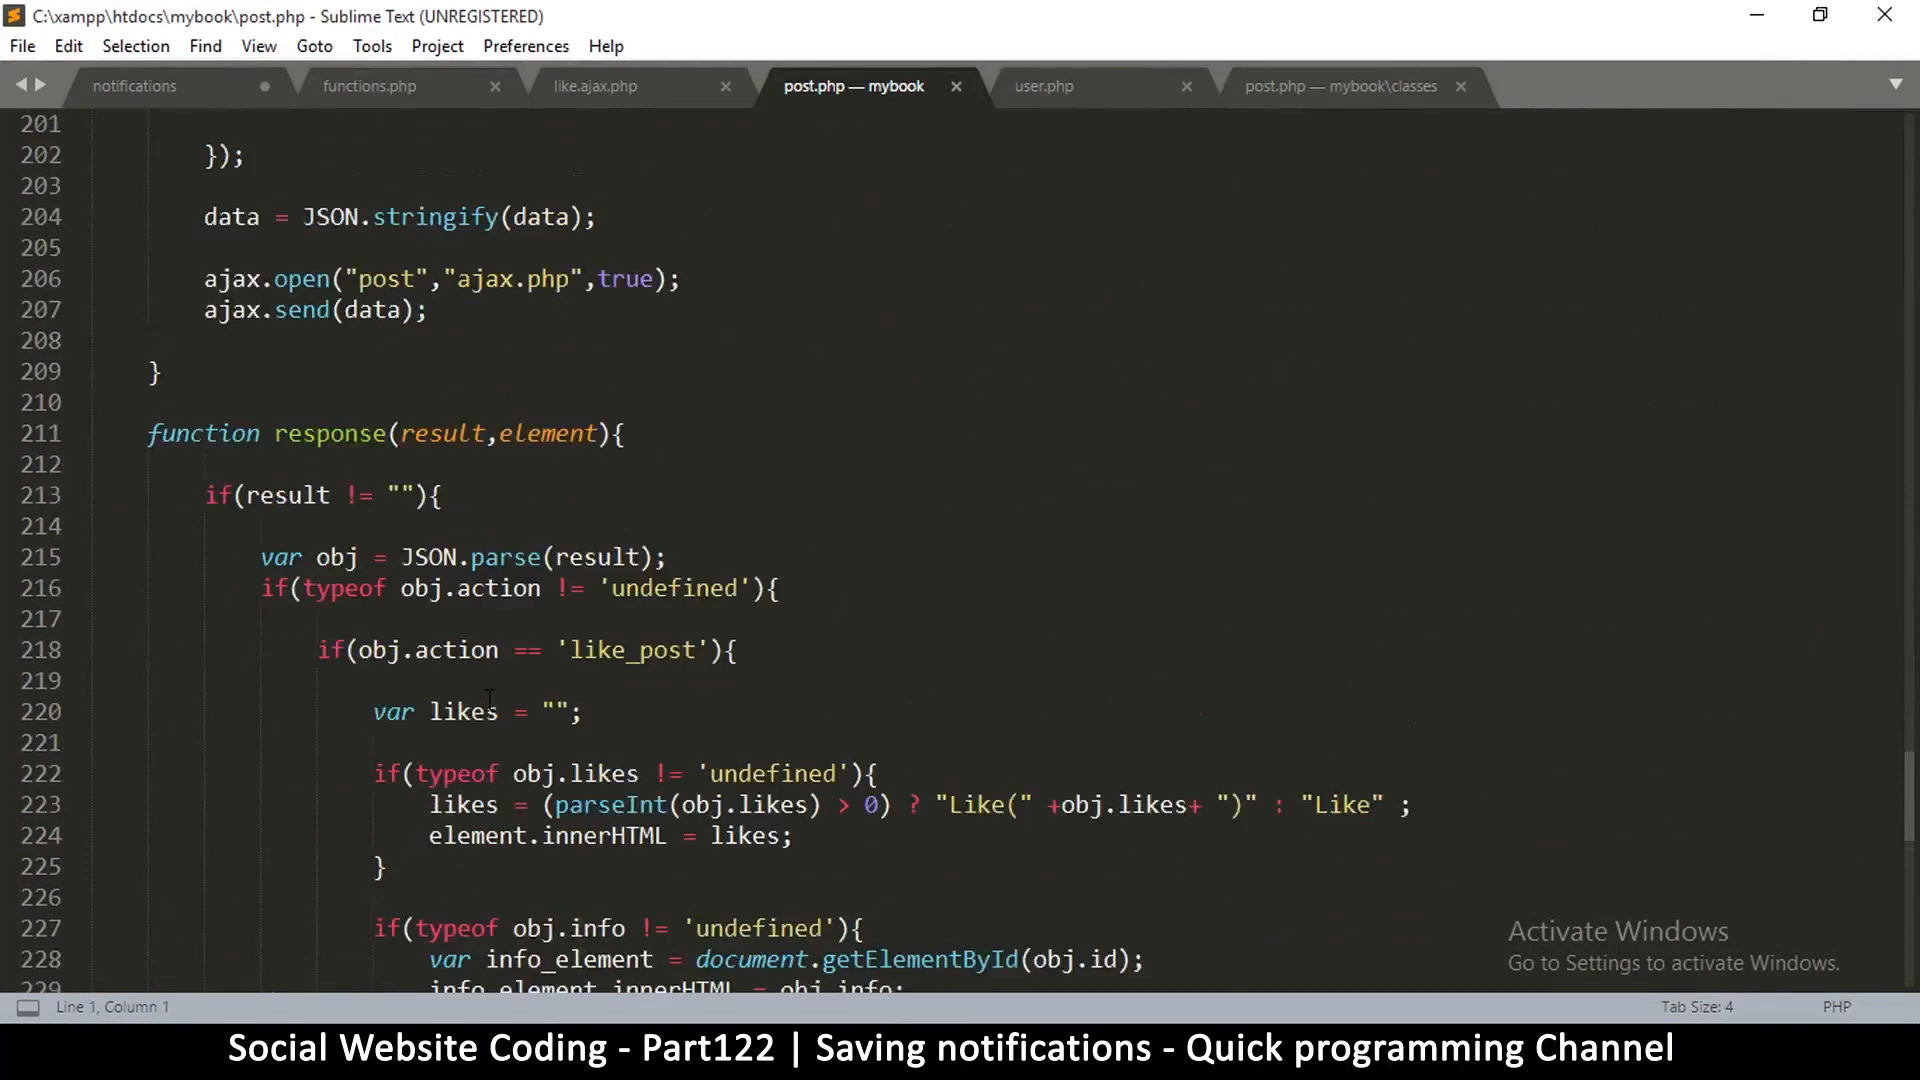 C:\xampp\htdocs\mybook\post.php - Sublime Text (UNREGISTERED)
File Edit Selection Find View Goto Tools Project Preferences Help
notifications functions.php like.ajax.php post.php — mybook user.php post.php — mybook\classes
201
202 });
203
204 data = JSON.stringify(data);
205
206 ajax.open("post","ajax.php",true);
207 ajax.send(data);
208
209 }
210
211 function response(result,element){
212
213 if(result != ""){
214
215 var obj = JSON.parse(result);
216 if(typeof obj.action != 'undefined'){
217
218 if(obj.action == 'like_post'){
219
220 var likes = "";
221
222 if(typeof obj.likes != 'undefined'){
223 likes = (parseInt(obj.likes) > 0) ? "Like(" +obj.likes+ ")" : "Like" ;
224 element.innerHTML = likes;
225 }
226
227 if(typeof obj.info != 'undefined'){
228 var info_element = document.getElementById(obj.id);
229 info_element.innerHTML = obj.info;
Activate Windows
Go to Settings to activate Windows.
Line 1, Column 1 Tab Size: 4 PHP
Social Website Coding - Part122 | Saving notifications - Quick programming Channel